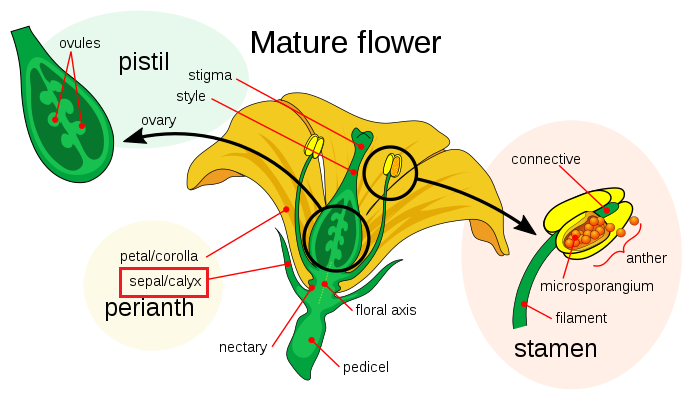 Mature flower
ovules
pistil
stigma
style
ovary
connective
petal/corolla
sepal/calyx
perianth
anther
microsporangium
floral axis
filament
nectary
stamen
pedicel